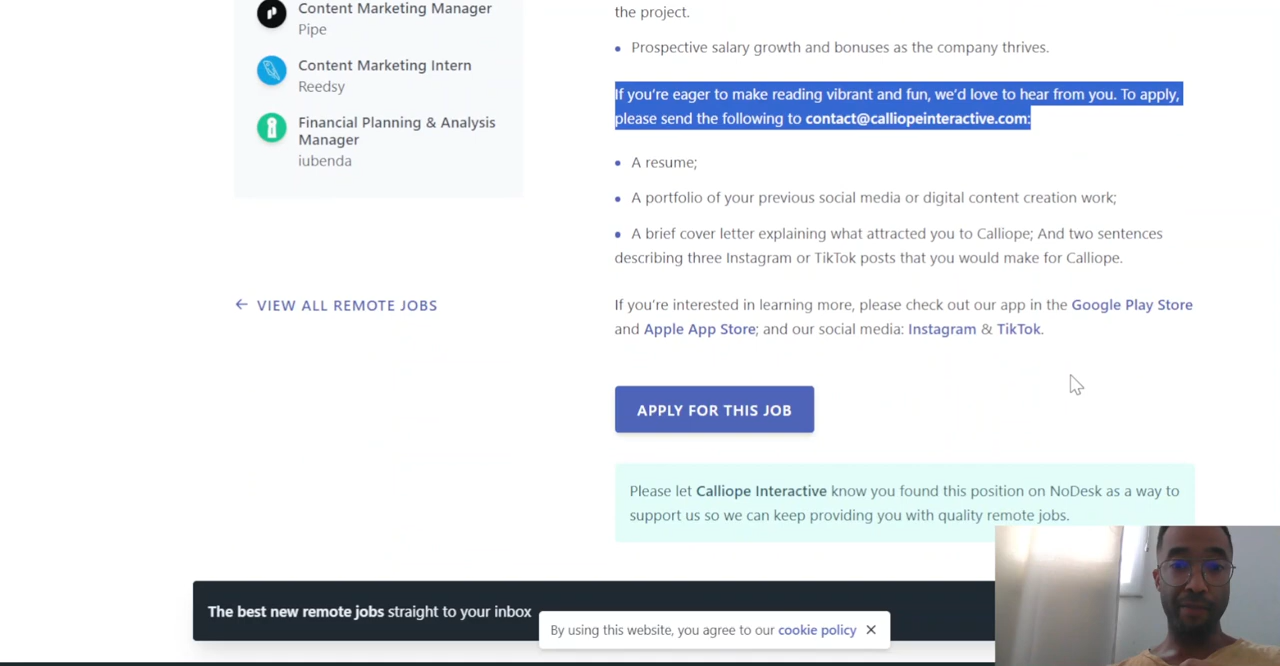 Content Marketing Manager
Pipe
Content Marketing Intern
Reedsy
Financial Planning & Analysis
Manager
iubenda
← VIEW ALL REMOTE JOBS
the project.
• Prospective salary growth and bonuses as the company thrives.
If you’re eager to make reading vibrant and fun, we’d love to hear from you. To apply,
please send the following to contact@calliopeinteractive.com:
• A resume;
• A portfolio of your previous social media or digital content creation work;
• A brief cover letter explaining what attracted you to Calliope; And two sentences
describing three Instagram or TikTok posts that you would make for Calliope.
If you’re interested in learning more, please check out our app in the Google Play Store
and Apple App Store; and our social media: Instagram & TikTok.
APPLY FOR THIS JOB
Please let Calliope Interactive know you found this position on NoDesk as a way to
support us so we can keep providing you with quality remote jobs.
The best new remote jobs straight to your inbox
By using this website, you agree to our cookie policy ×